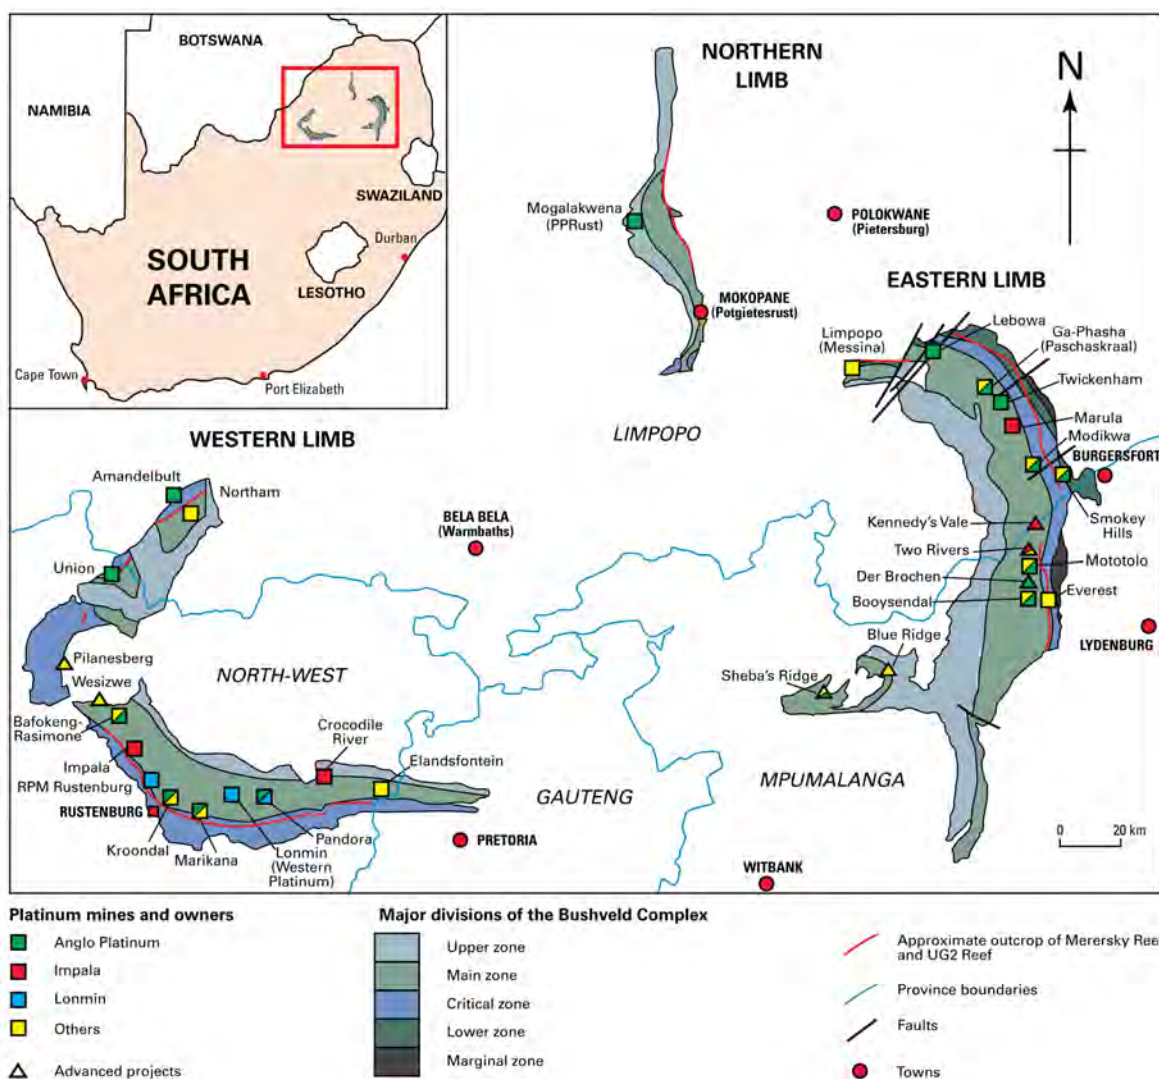 BOTSWANA
NAMIBIA
SWAZILAND
Durban
SOUTH
AFRICA
LESOTHO
Cape Town
Port Elizabeth
NORTHERN
LIMB
N
Mogalakwena
(PPRust)
POLOKWANE
(Pietersburg)
MOKOPANE
(Potgietesrust)
EASTERN LIMB
Lebowa
Limpopo
(Messina)
Ga-Phasha
(Paschaskraal)
Twickenham
Marula
Modikwa
BURGERSFORT
Kennedy's Vale
Smokey
Hills
Two Rivers
Mototolo
Der Brochen
Everest
Booysendal
LYDENBURG
Blue Ridge
Sheba's Ridge
MPUMALANGA
0 20 km
WITBANK
LIMPOPO
WESTERN LIMB
Amandelbult
Northam
BELA BELA
(Warmbaths)
Union
Pilanesberg
Wesizwe
NORTH-WEST
Bafokeng-
Rasimone
Crocodile
River
Impala
Elandsfontein
RPM Rustenburg
RUSTENBURG
GAUTENG
Kroondal
Marikana
Pandora
Lonmin
(Western
Platinum)
PRETORIA
Platinum mines and owners
Anglo Platinum
Impala
Lonmin
Others
Advanced projects
Major divisions of the Bushveld Complex
Upper zone
Main zone
Critical zone
Lower zone
Marginal zone
Approximate outcrop of Merersky Ree
and UG2 Reef
Province boundaries
Faults
Towns